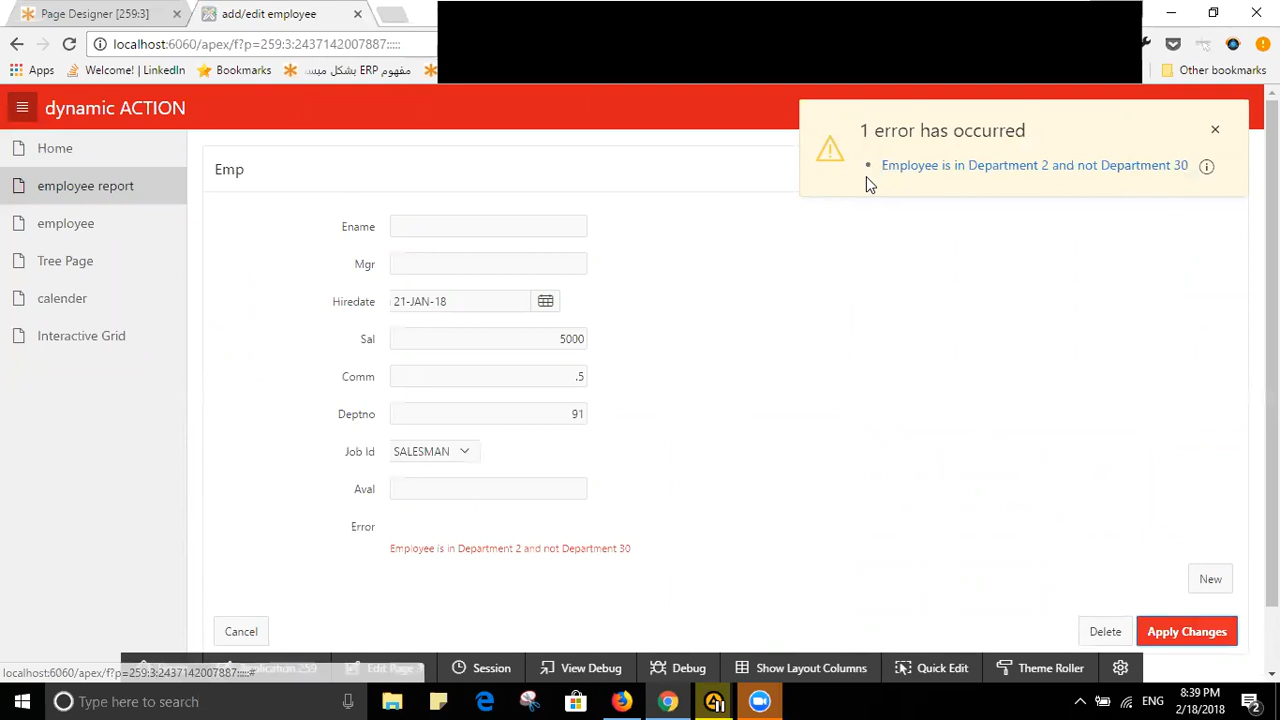 Page Designer [259:3]
add/edit employee
localhost:6060/apex/f?p=259:3:2437142007887:::::
Apps
Welcome! | LinkedIn
Bookmarks
مفهوم ERP بشكل مبسـ
Other bookmarks
dynamic ACTION
1 error has occurred
Employee is in Department 2 and not Department 30
Home
employee report
employee
Tree Page
calender
Interactive Grid
Emp
Ename
Mgr
Hiredate 21-JAN-18
Sal 5000
Comm .5
Deptno 91
Job Id SALESMAN
Aval
Error
Employee is in Department 2 and not Department 30
New
Cancel
Delete
Apply Changes
localhost:6060/apex/f?p=259:3:2437142007887:::::#
Session
View Debug
Debug
Show Layout Columns
Quick Edit
Theme Roller
Type here to search
ENG
8:39 PM
2/18/2018
2